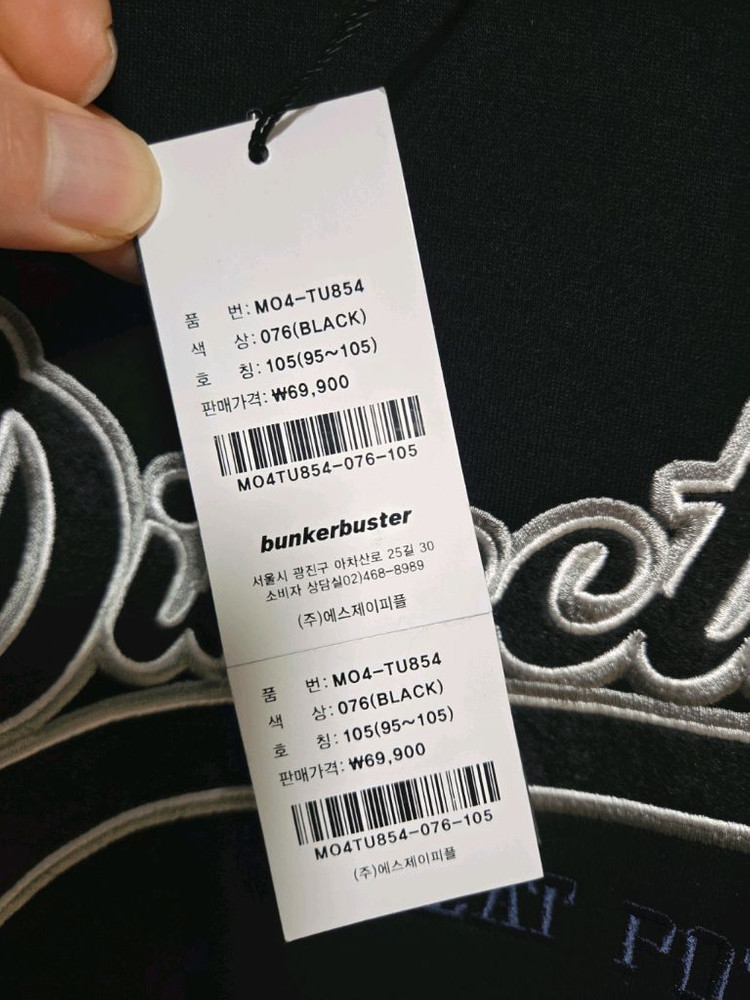 품 번: MO4-TU854
색 상: 076(BLACK)
호 칭: 105(95~105)
판매가격: ₩69,900
MO4TU854-076-105
bunkerbuster
서울시 광진구 아차산로 25길 30
소비자 상담실02)468-8989
(주)에스제이피플
품 번: MO4-TU854
색 상: 076(BLACK)
호 칭: 105(95~105)
판매가격: ₩69,900
MO4TU854-076-105
(주)에스제이피플